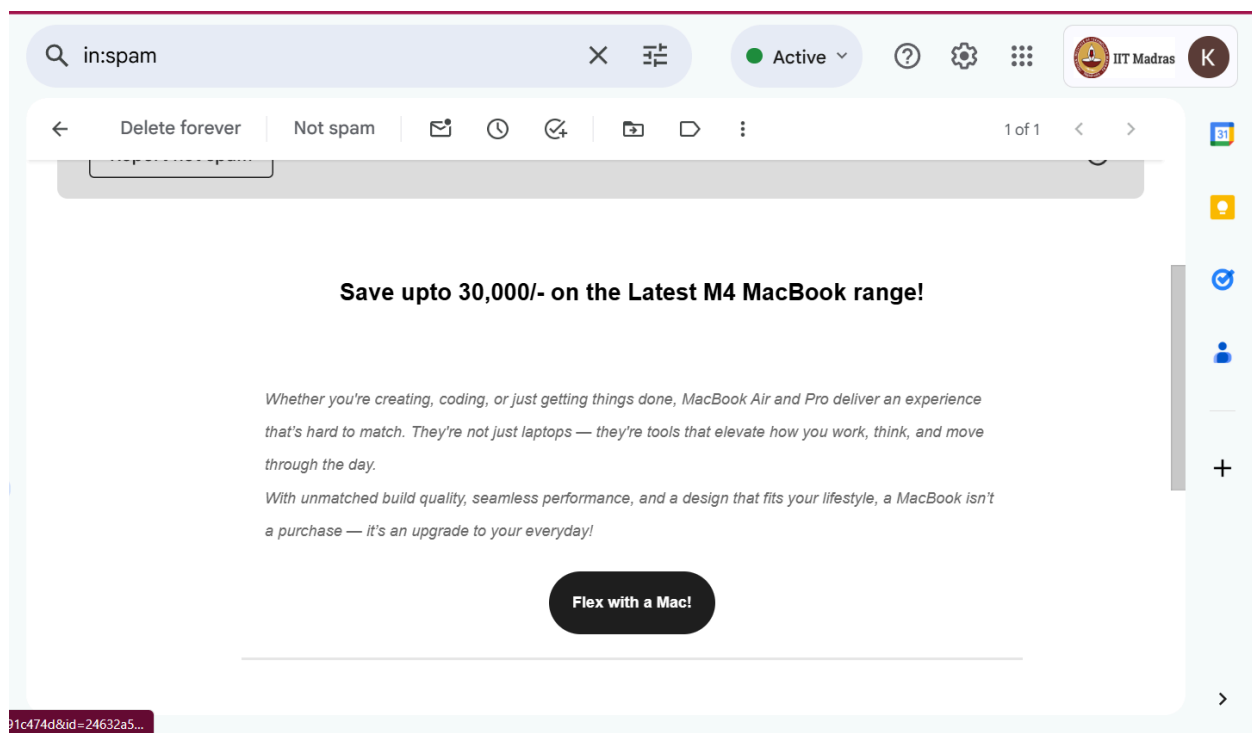 in:spam
Active
IIT Madras
K
Delete forever
Not spam
1 of 1
31
Save upto 30,000/- on the Latest M4 MacBook range!
Whether you're creating, coding, or just getting things done, MacBook Air and Pro deliver an experience
that's hard to match. They're not just laptops — they're tools that elevate how you work, think, and move
through the day.
With unmatched build quality, seamless performance, and a design that fits your lifestyle, a MacBook isn't
a purchase — it's an upgrade to your everyday!
Flex with a Mac!
91c474d&id=24632a5...